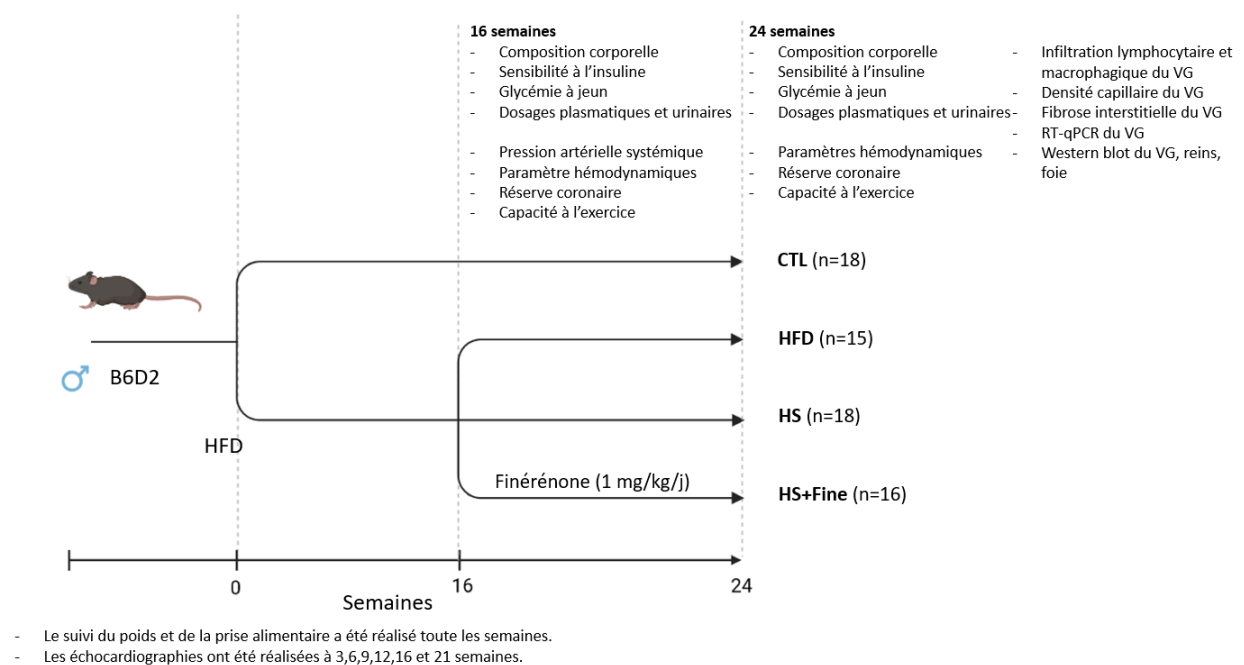 16 semaines
- Composition corporelle
- Sensibilité à l'insuline
- Glycémie à jeun
- Dosages plasmatiques et urinaires
- Pression artérielle systémique
- Paramètre hémodynamiques
- Réserve coronaire
- Capacité à l'exercice
24 semaines
- Composition corporelle
- Sensibilité à l'insuline
- Glycémie à jeun
- Dosages plasmatiques et urinaires
- Paramètres hémodynamiques
- Réserve coronaire
- Capacité à l'exercice
- Infiltration lymphocytaire et
macrophagique du VG
- Densité capillaire du VG
- Fibrose interstitielle du VG
- RT-qPCR du VG
- Western blot du VG, reins,
foie
CTL (n=18)
HFD (n=15)
♂ B6D2
HS (n=18)
HFD
Finérénone (1 mg/kg/j)
HS+Fine (n=16)
0
16
24
Semaines
- Le suivi du poids et de la prise alimentaire a été réalisé toute les semaines.
- Les échocardiographies ont été réalisées à 3,6,9,12,16 et 21 semaines.